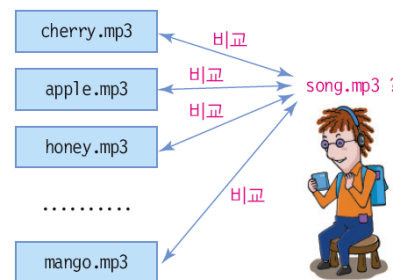 cherry.mp3
비교
apple.mp3
비교
song.mp3 ?
비교
honey.mp3
비교
..........
mango.mp3